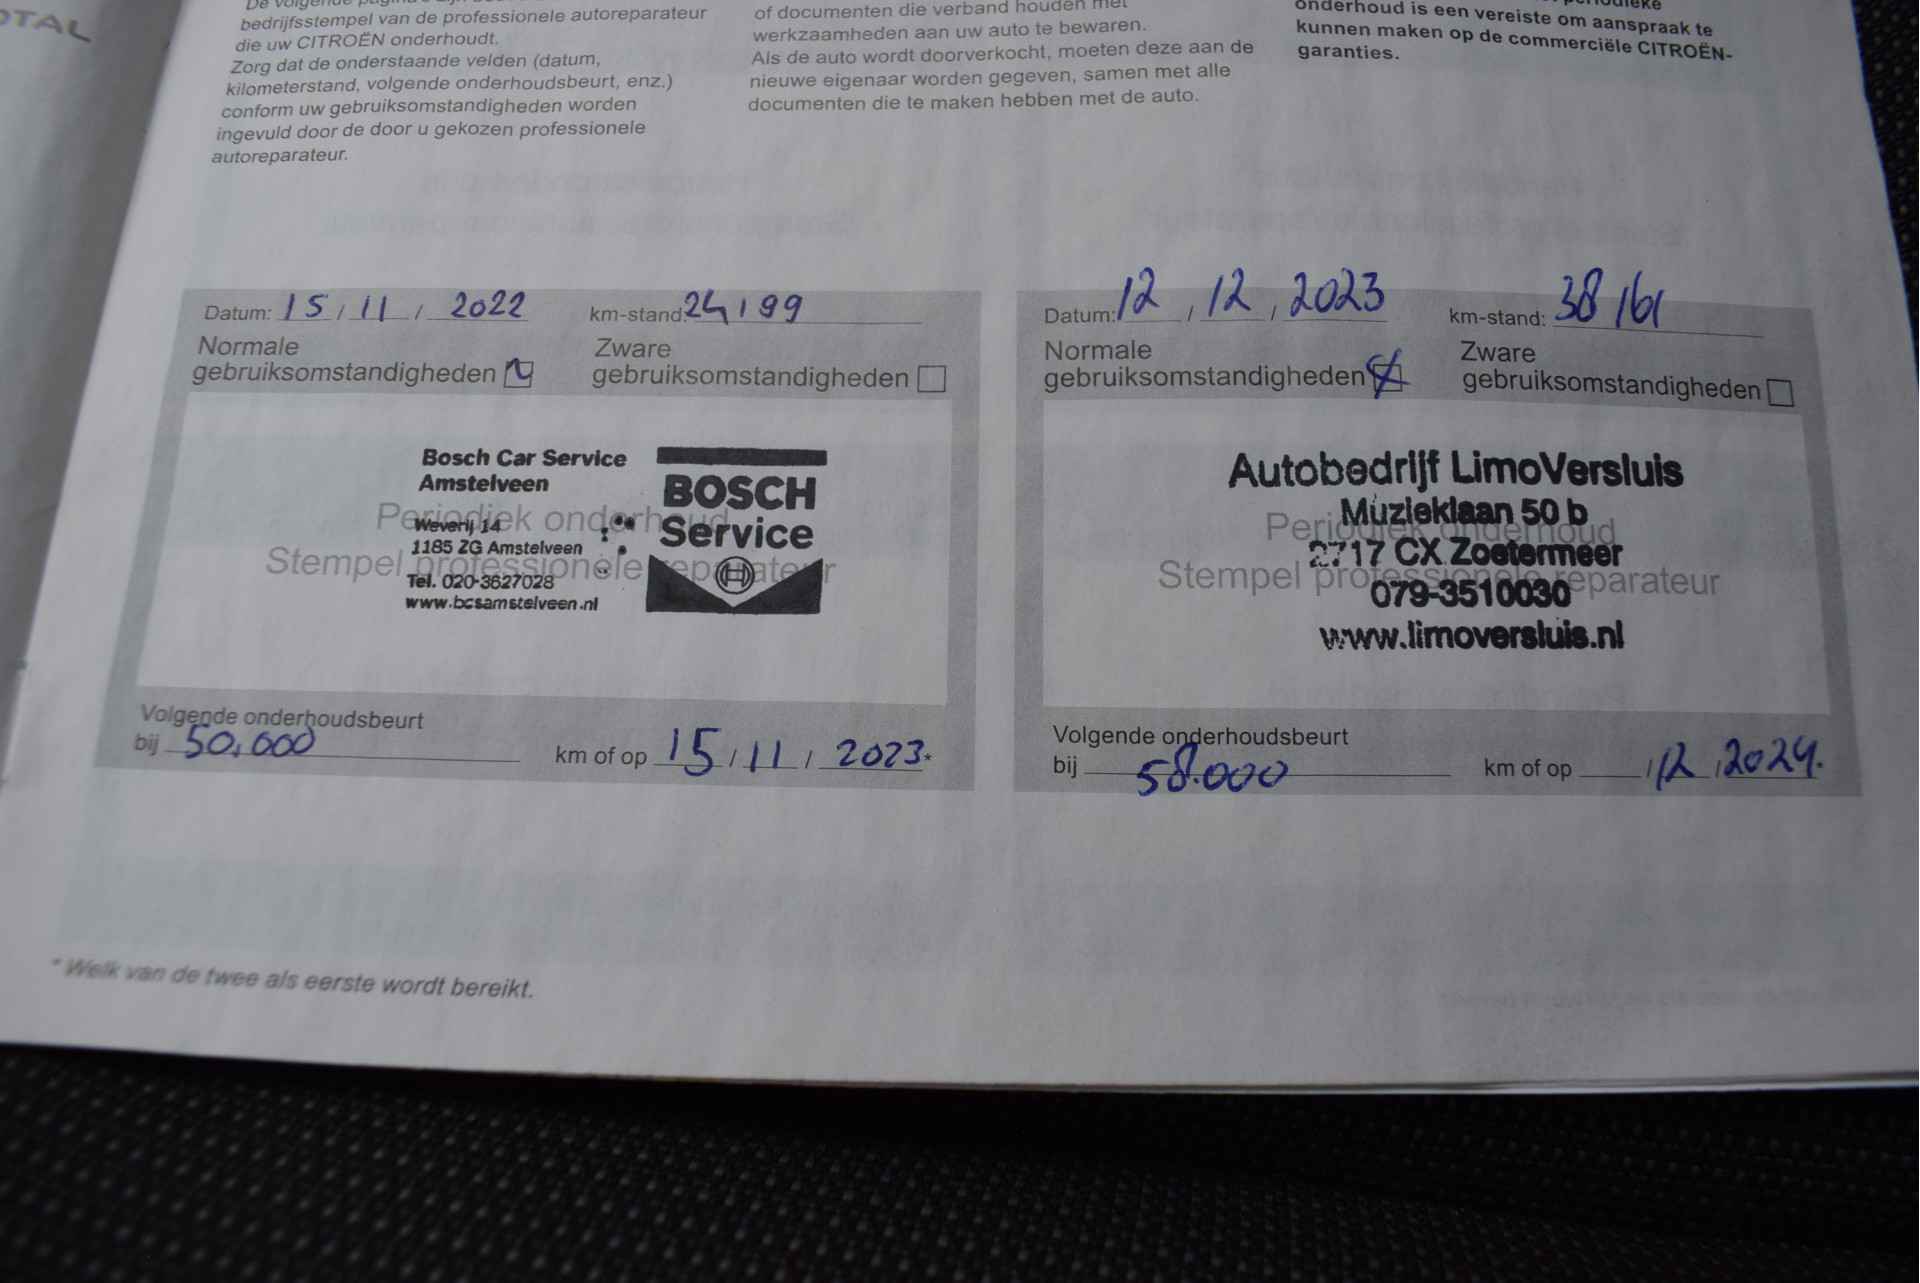 OTAL
bedrijfsstempel van de professionele autoreparateur
die uw CITROËN onderhoudt.
Zorg dat de onderstaande velden (datum,
kilometerstand, volgende onderhoudsbeurt, enz.)
conform uw gebruiksomstandigheden worden
ingevuld door de door u gekozen professionele
autoreparateur.
of documenten die verband houden met
werkzaamheden aan uw auto te bewaren.
Als de auto wordt doorverkocht, moeten deze aan de
nieuwe eigenaar worden gegeven, samen met alle
documenten die te maken hebben met de auto.
onderhoud is een vereiste om aanspraak te
kunnen maken op de commerciële CITROËN-
garanties.
Datum: 15 / 11 / 2022 km-stand: 24199
Normale
gebruiksomstandigheden
Zware
gebruiksomstandigheden
Periodiek onderhoud
Stempel professionele reparateur
Bosch Car Service
Amstelveen
Weverij 14
1185 ZG Amstelveen
Tel. 020-3627028
www.bcsamstelveen.nl
BOSCH
Service
Volgende onderhoudsbeurt
bij 50.000 km of op 15 / 11 / 2023*
Datum: 12 / 12 / 2023 km-stand: 38161
Normale
gebruiksomstandigheden
Zware
gebruiksomstandigheden
Periodiek onderhoud
Stempel professionele reparateur
Autobedrijf LimoVersluis
Muzieklaan 50 b
2717 CX Zoetermeer
079-3510030
www.limoversluis.nl
Volgende onderhoudsbeurt
bij 58.000 km of op / 12 / 2024.
* Welk van de twee als eerste wordt bereikt.